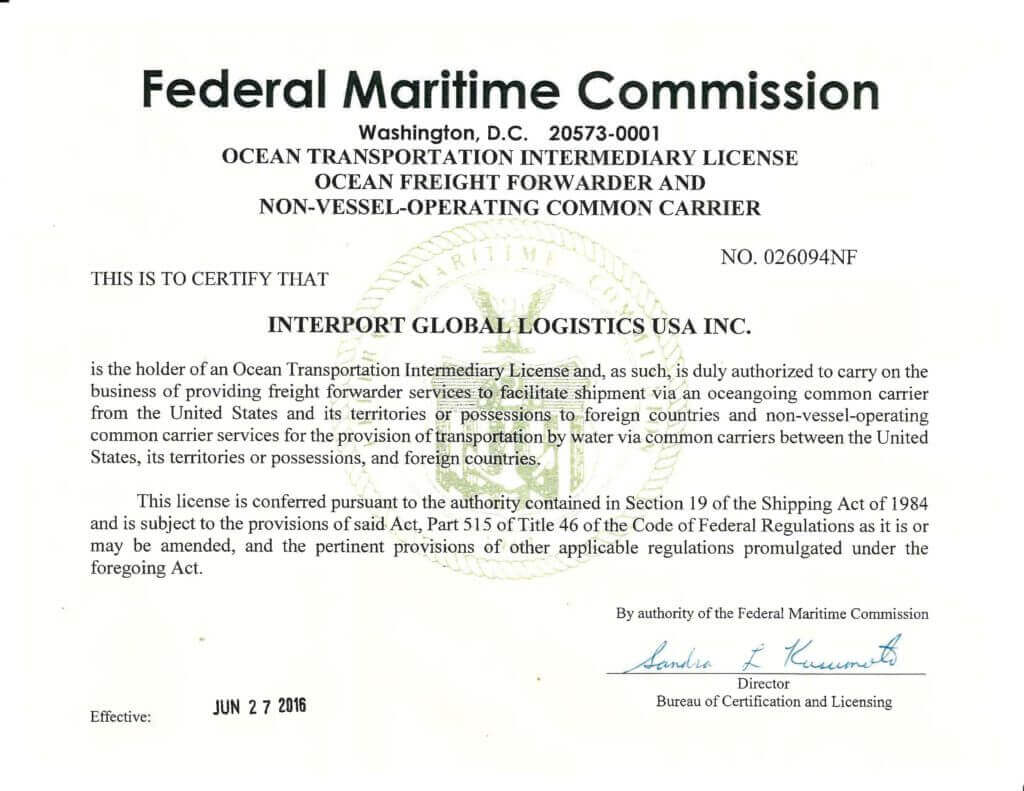 Federal Maritime Commission
Washington, D.C. 20573-0001
OCEAN TRANSPORTATION INTERMEDIARY LICENSE
OCEAN FREIGHT FORWARDER AND
NON-VESSEL-OPERATING COMMON CARRIER
NO. 026094NF
THIS IS TO CERTIFY THAT
INTERPORT GLOBAL LOGISTICS USA INC.
is the holder of an Ocean Transportation Intermediary License and, as such, is duly authorized to carry on the
business of providing freight forwarder services to facilitate shipment via an oceangoing common carrier
from the United States and its territories or possessions to foreign countries and non-vessel-operating
common carrier services for the provision of transportation by water via common carriers between the United
States, its territories or possessions, and foreign countries.
This license is conferred pursuant to the authority contained in Section 19 of the Shipping Act of 1984
and is subject to the provisions of said Act, Part 515 of Title 46 of the Code of Federal Regulations as it is or
may be amended, and the pertinent provisions of other applicable regulations promulgated under the
foregoing Act.
By authority of the Federal Maritime Commission
Sandra L Kusumoto
Director
Bureau of Certification and Licensing
Effective: JUN 27 2016